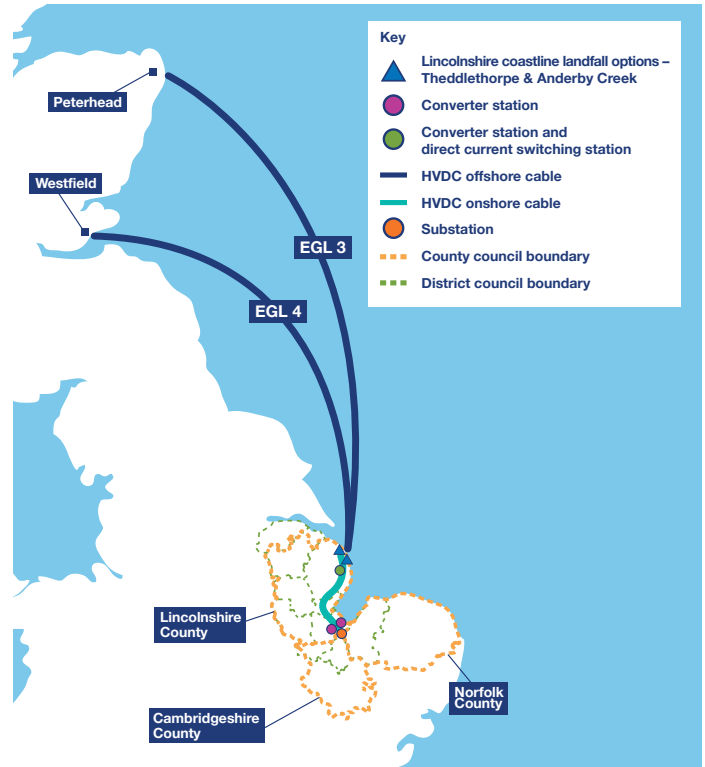 Key
Lincolnshire coastline landfall options –
Theddlethorpe & Anderby Creek
Converter station
Converter station and
direct current switching station
HVDC offshore cable
HVDC onshore cable
Substation
County council boundary
District council boundary
Peterhead
Westfield
EGL 3
EGL 4
Lincolnshire
County
Norfolk
County
Cambridgeshire
County